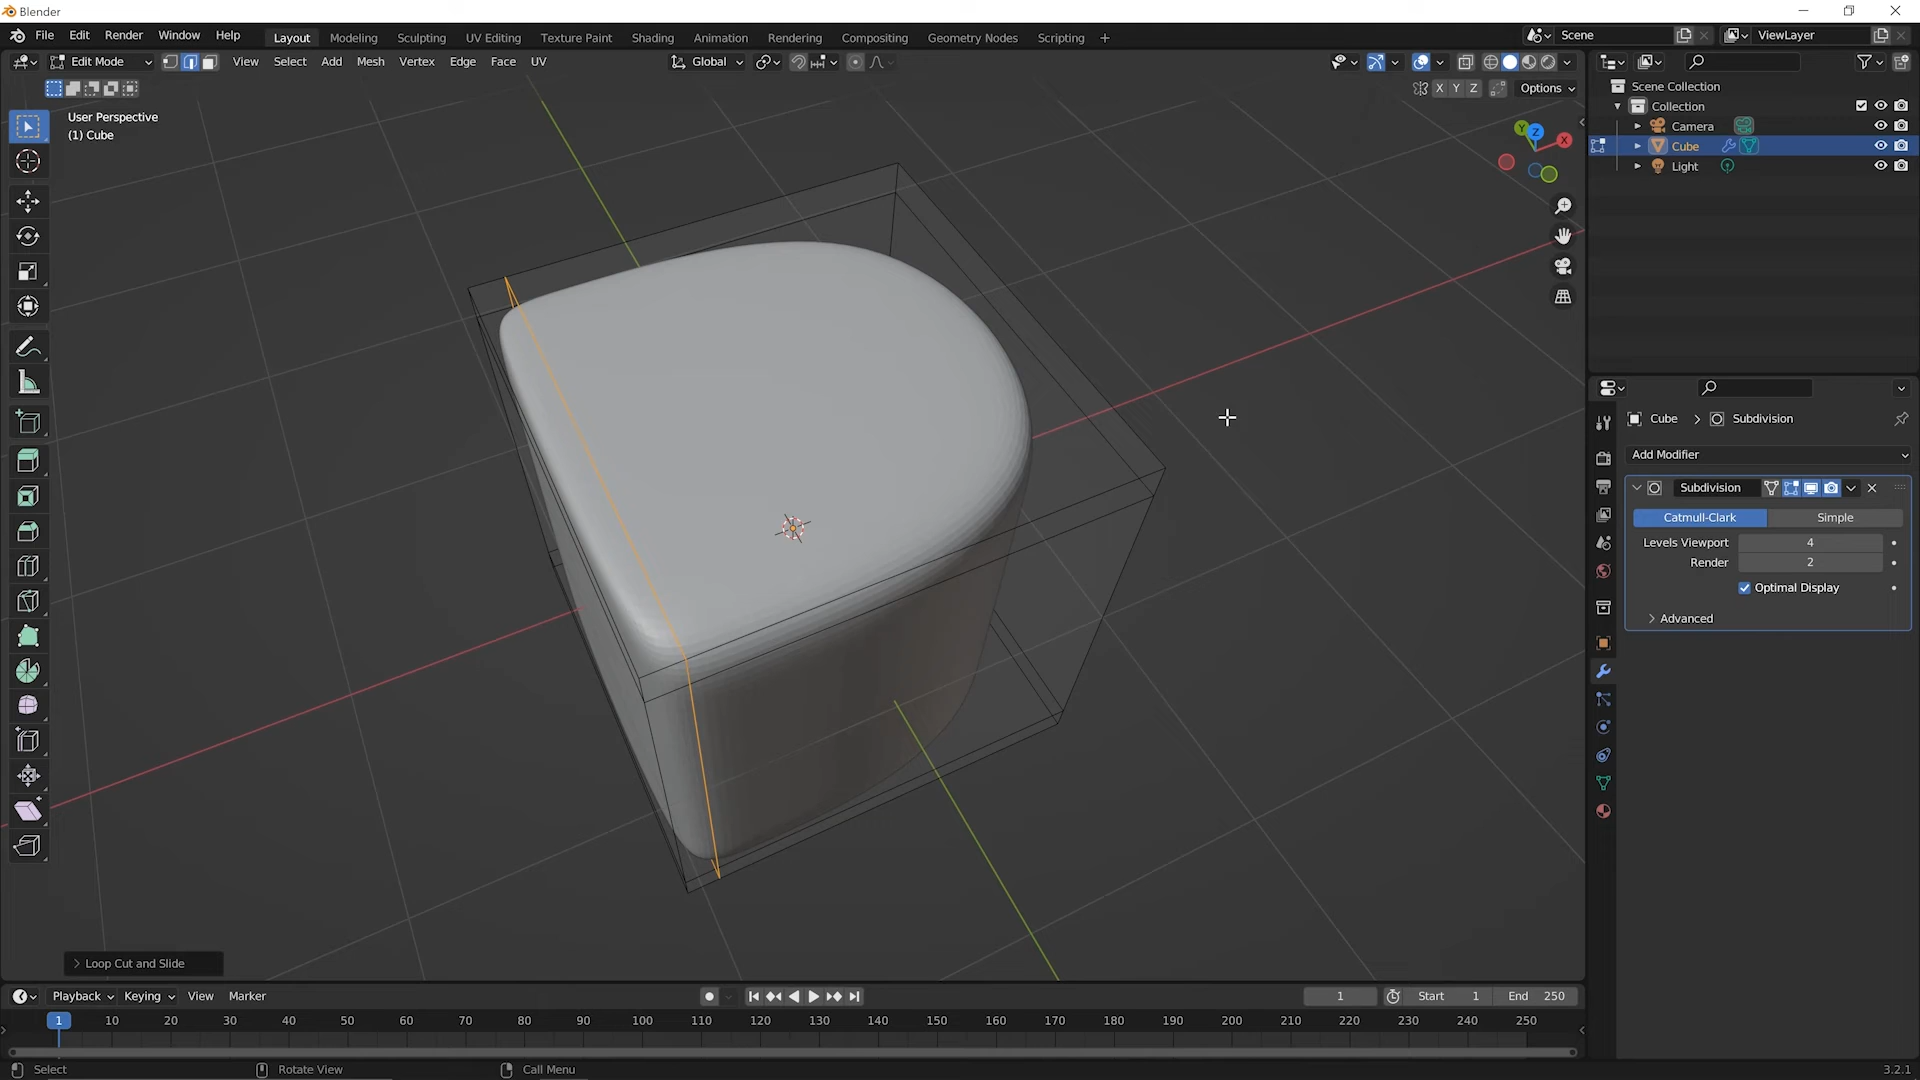 Blender
File Edit Render Window Help
Layout Modeling Sculpting UV Editing Texture Paint Shading Animation Rendering Compositing Geometry Nodes Scripting +
Scene
ViewLayer
Edit Mode View Select Add Mesh Vertex Edge Face UV
Global
X Y Z Options
User Perspective
(1) Cube
Y Z X
Scene Collection
Collection
Camera
Cube
Light
Cube > Subdivision
Add Modifier
Subdivision
Catmull-Clark Simple
Levels Viewport 4
Render 2
Optimal Display
> Advanced
> Loop Cut and Slide
Playback Keying View Marker
1 Start 1 End 250
1 10 20 30 40 50 60 70 80 90 100 110 120 130 140 150 160 170 180 190 200 210 220 230 240 250
Select Rotate View Call Menu 3.2.1